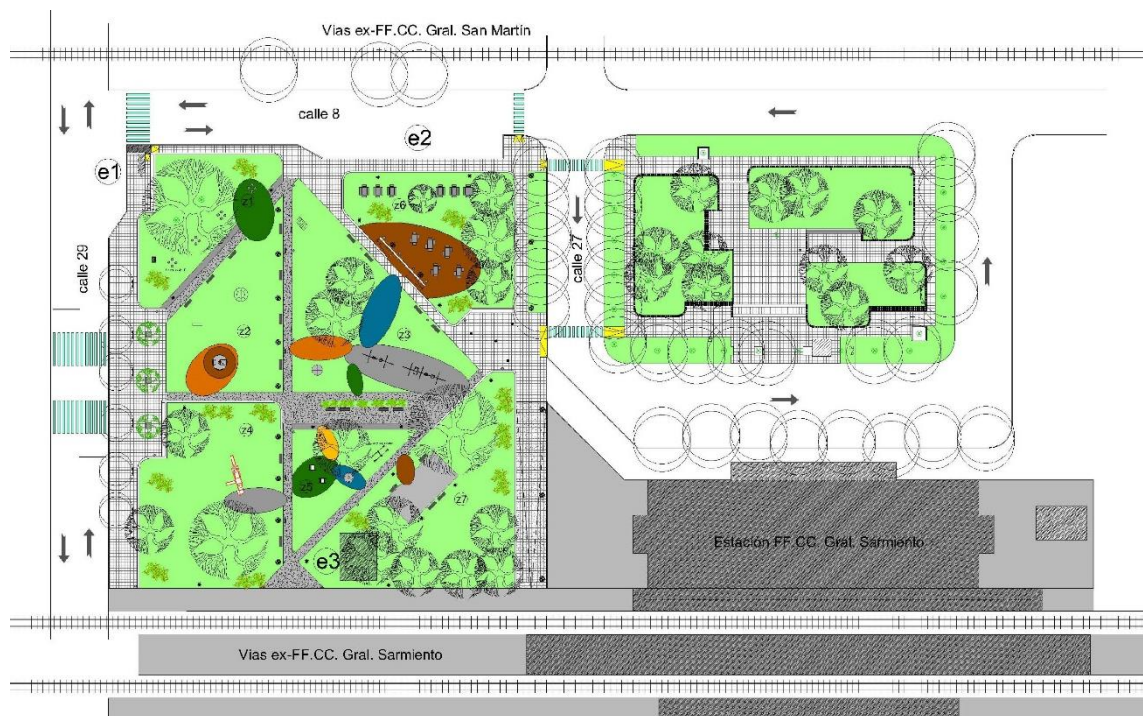 Vias ex-FF.CC. Gral. San Martín
calle 8
e2
e1
z1
z6
calle 27
calle 29
z2
z3
z4
z5
z7
e3
Estación FF.CC. Gral. Sarmiento
Vias ex-FF.CC. Gral. Sarmiento